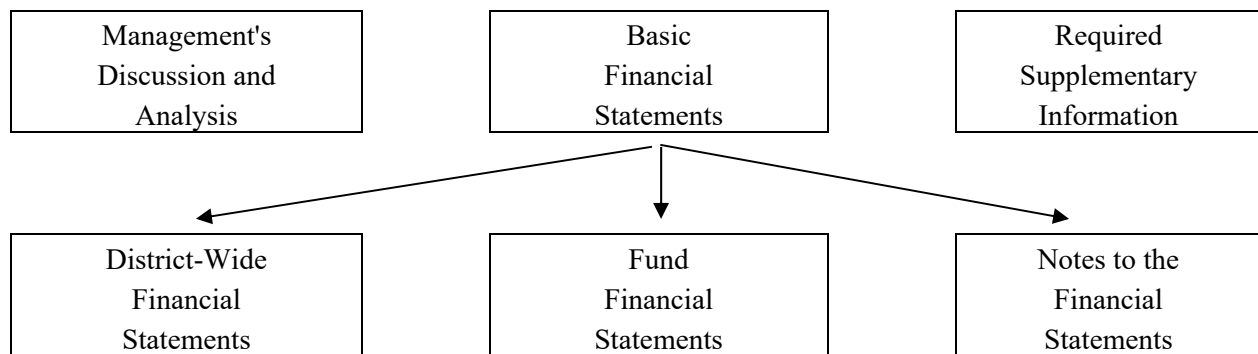 Management's
Discussion and
Analysis
Basic
Financial
Statements
Required
Supplementary
Information
District-Wide
Financial
Statements
Fund
Financial
Statements
Notes to the
Financial
Statements